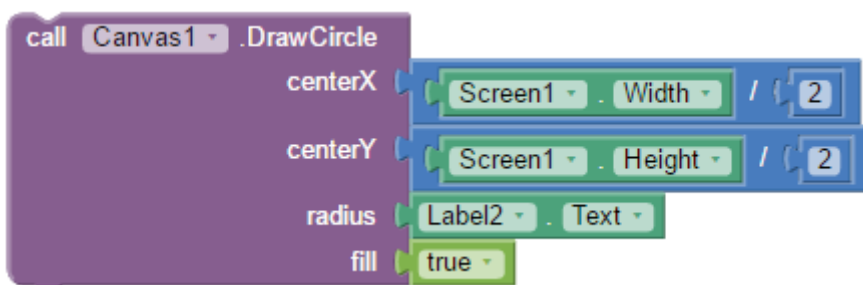 call Canvas1 .DrawCircle
centerX Screen1 . Width / 2
centerY Screen1 . Height / 2
radius Label2 . Text
fill true